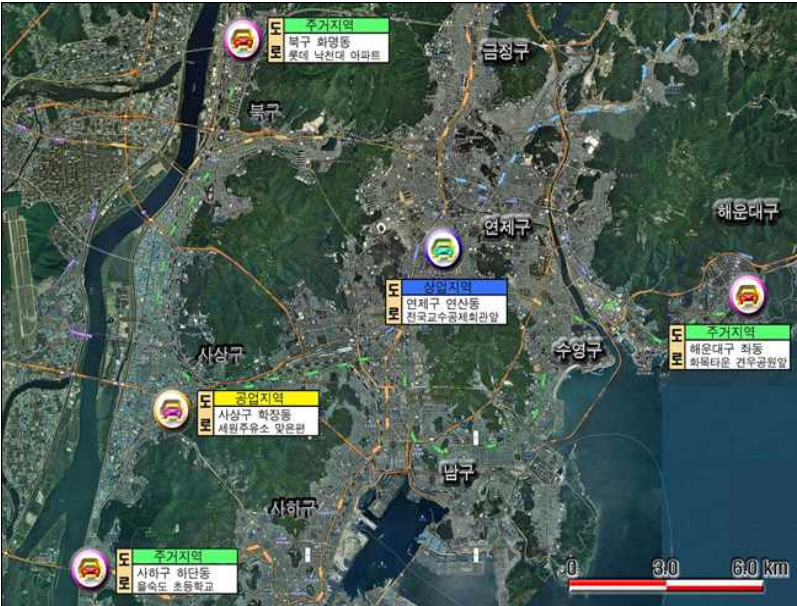 도로
주거지역
북구 화명동
롯데 낙천대 아파트
금정구
북구
해운대구
연제구
도로
상업지역
연제구 연산동
전국교수공제회관앞
도로
주거지역
해운대구 좌동
화목타운 건우공원앞
수영구
사상구
도로
공업지역
사상구 학장동
세원주유소 맞은편
남구
사하구
도로
주거지역
사하구 하단동
을숙도 초등학교
0 3.0 6.0 km